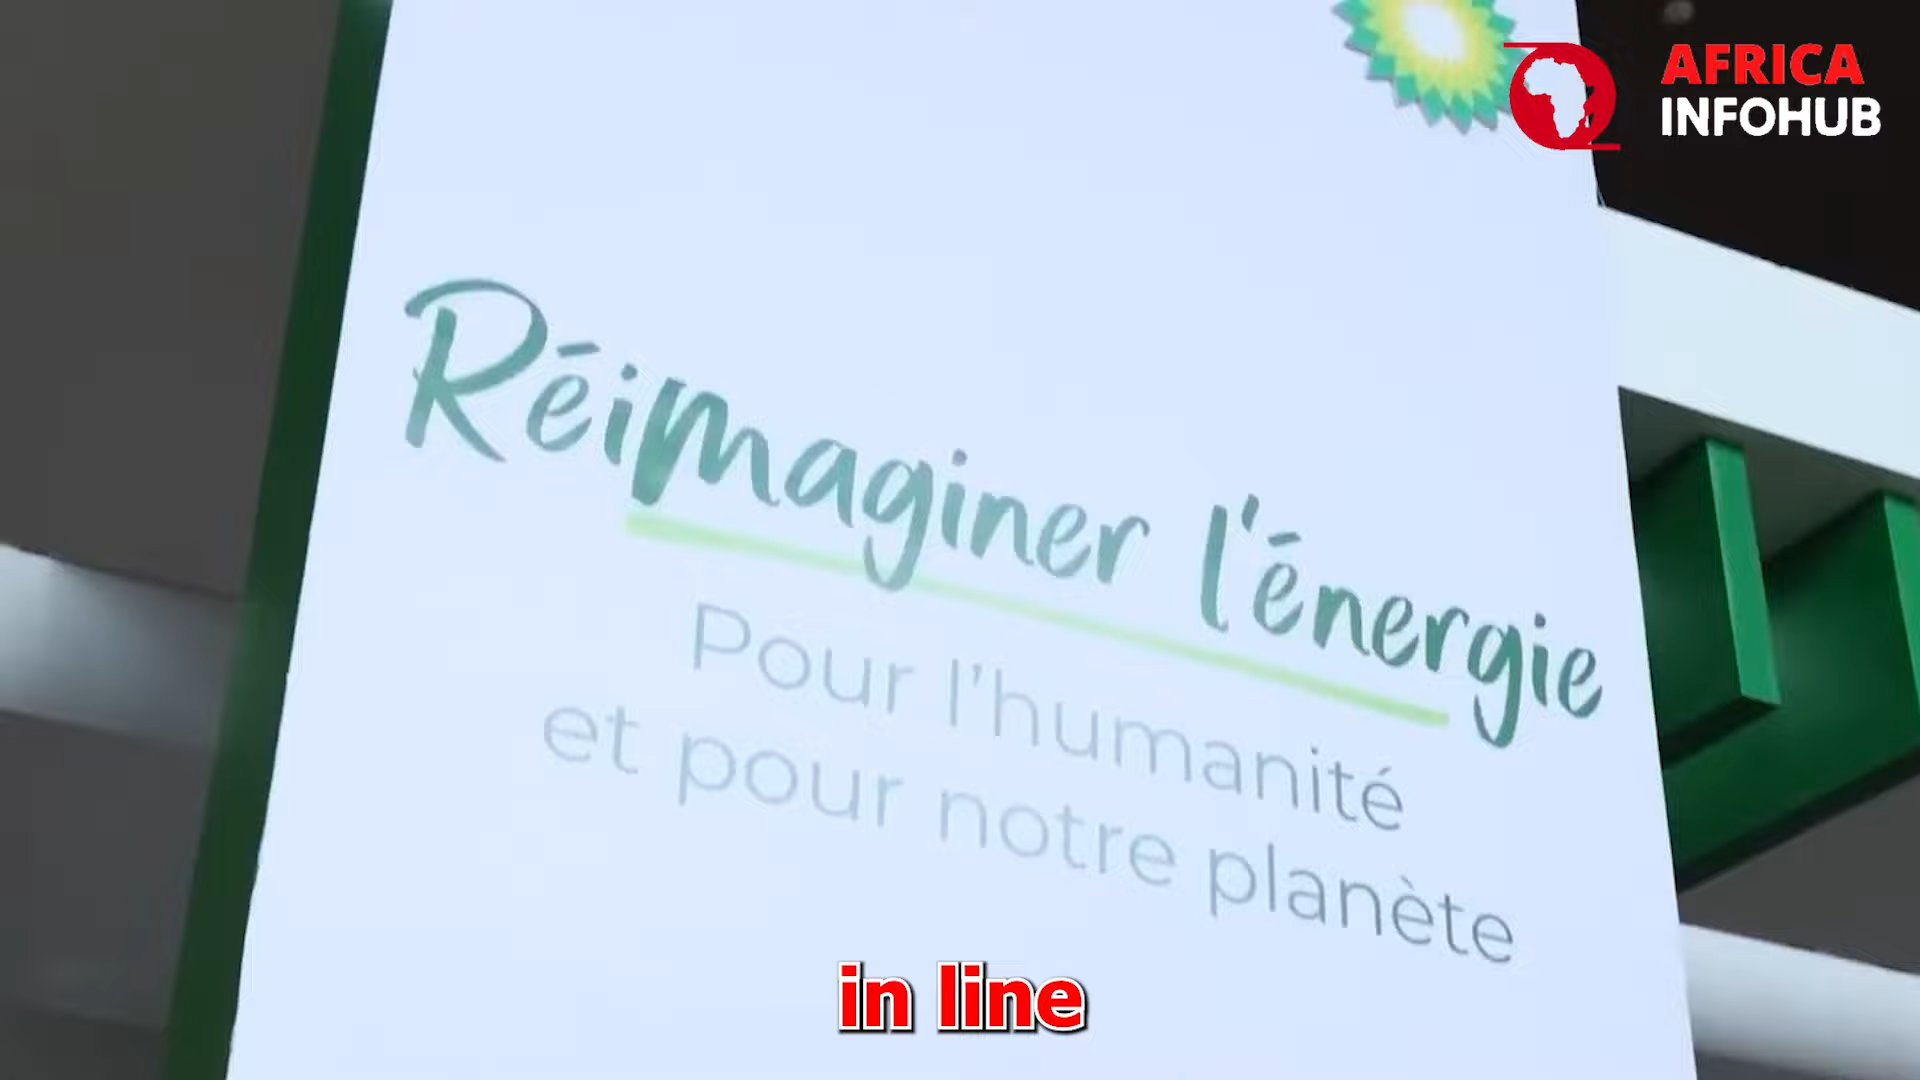 AFRICA
INFOHUB
Réimaginer l'énergie
Pour l'humanité
et pour notre planète
in line